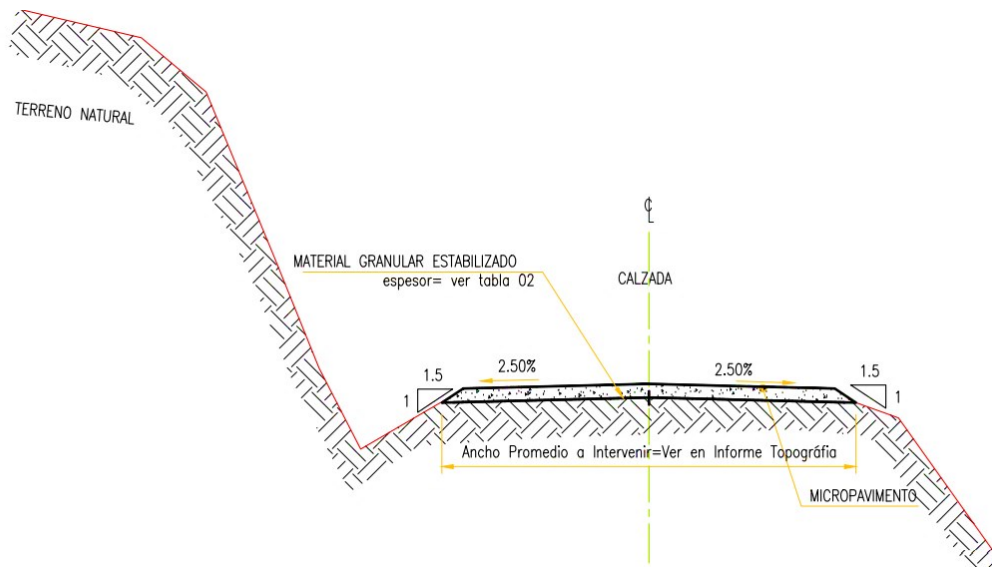 TERRENO NATURAL
℄
MATERIAL GRANULAR ESTABILIZADO
espesor= ver tabla 02
CALZADA
1.5
1
2.50%
2.50%
1.5
1
Ancho Promedio a Intervenir=Ver en Informe Topográfia
MICROPAVIMENTO